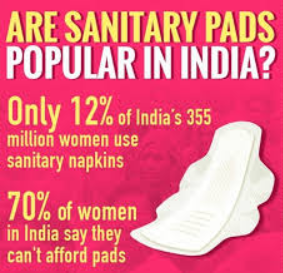 ARE SANITARY PADS
POPULAR IN INDIA?
Only 12% of India's 355
million women use
sanitary napkins
70% of women
in India say they
can't afford pads